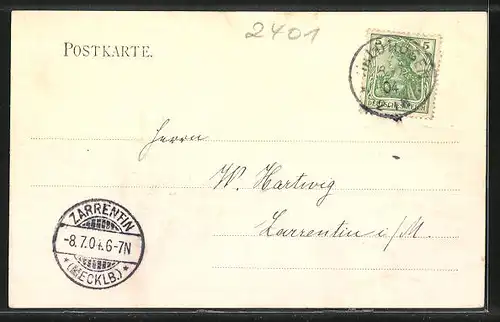 2401
POSTKARTE.
5
04
Herrn
W. Hartwig
Zarrentin i/M.
ZARRENTIN
-8.7.04.6-7N
* (MECKLB.) *